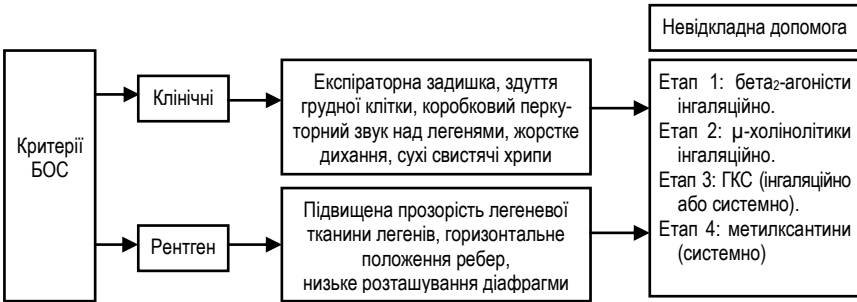 Невідкладна допомога
Критерії
БОС
Клінічні
Експіраторна задишка, здуття
грудної клітки, коробковий перку-
торний звук над легенями, жорстке
дихання, сухі свистячі хрипи
Рентген
Підвищена прозорість легеневої
тканини легенів, горизонтальне
положення ребер,
низьке розташування діафрагми
Етап 1: бета₂-агоністи
інгаляційно.
Етап 2: µ-холінолітики
інгаляційно.
Етап 3: ГКС (інгаляційно
або системно).
Етап 4: метилксантини
(системно)